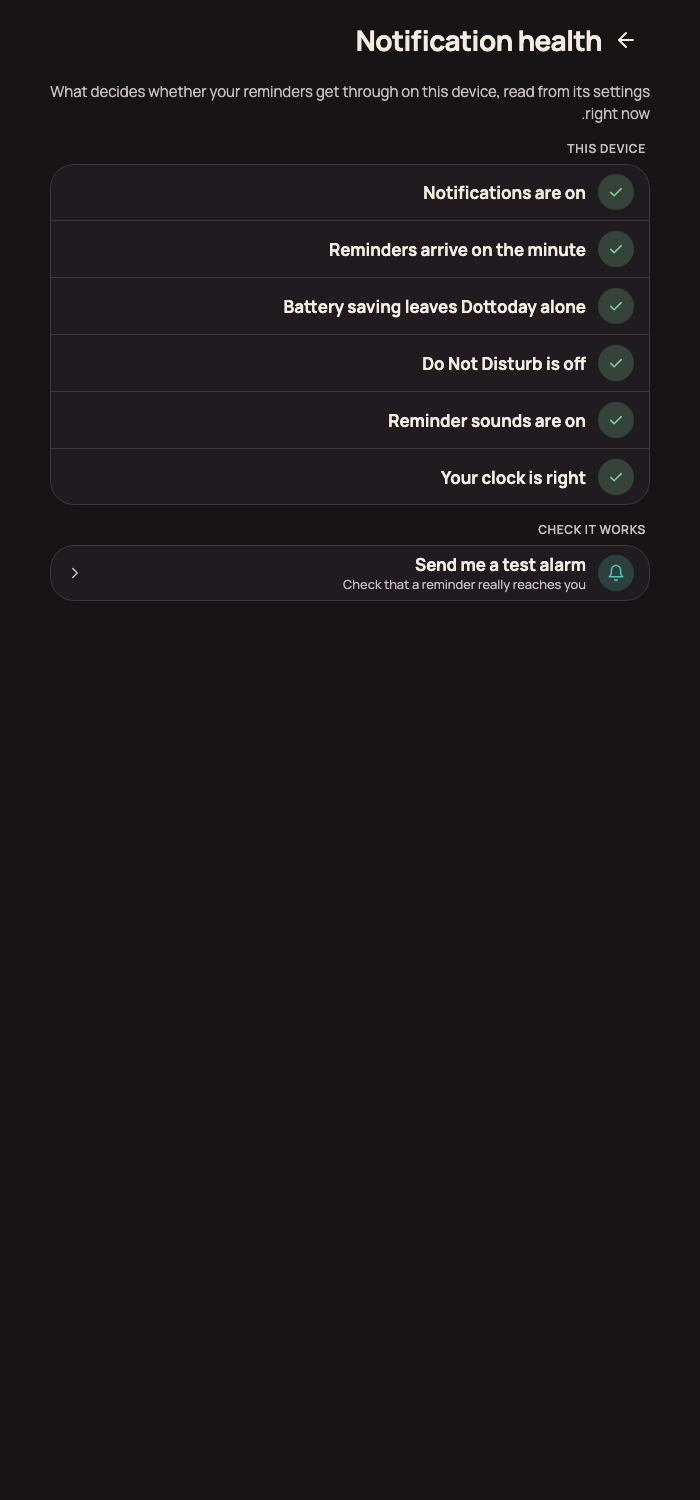 Notification health
What decides whether your reminders get through on this device, read from its settings
.right now
THIS DEVICE
Notifications are on
Reminders arrive on the minute
Battery saving leaves Dottoday alone
Do Not Disturb is off
Reminder sounds are on
Your clock is right
CHECK IT WORKS
Send me a test alarm
Check that a reminder really reaches you